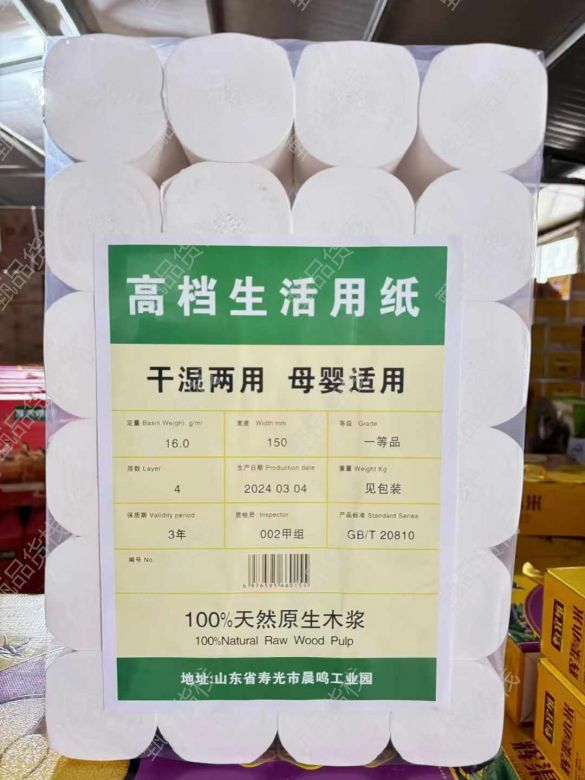 高档生活用纸
干湿两用 母婴适用
定量 Basin Weight g/㎡
16.0
宽度 Width mm
150
等级 Grade
一等品
层数 Layer
4
生产日期 Production date
2024 03 04
重量 Weight Kg
见包装
保质期 Validity period
3年
质检员 Inspector
002甲组
产品标准 Standard Series
GB/T 20810
编号 No.
100%天然原生木浆
100%Natural Raw Wood Pulp
地址:山东省寿光市晨鸣工业园